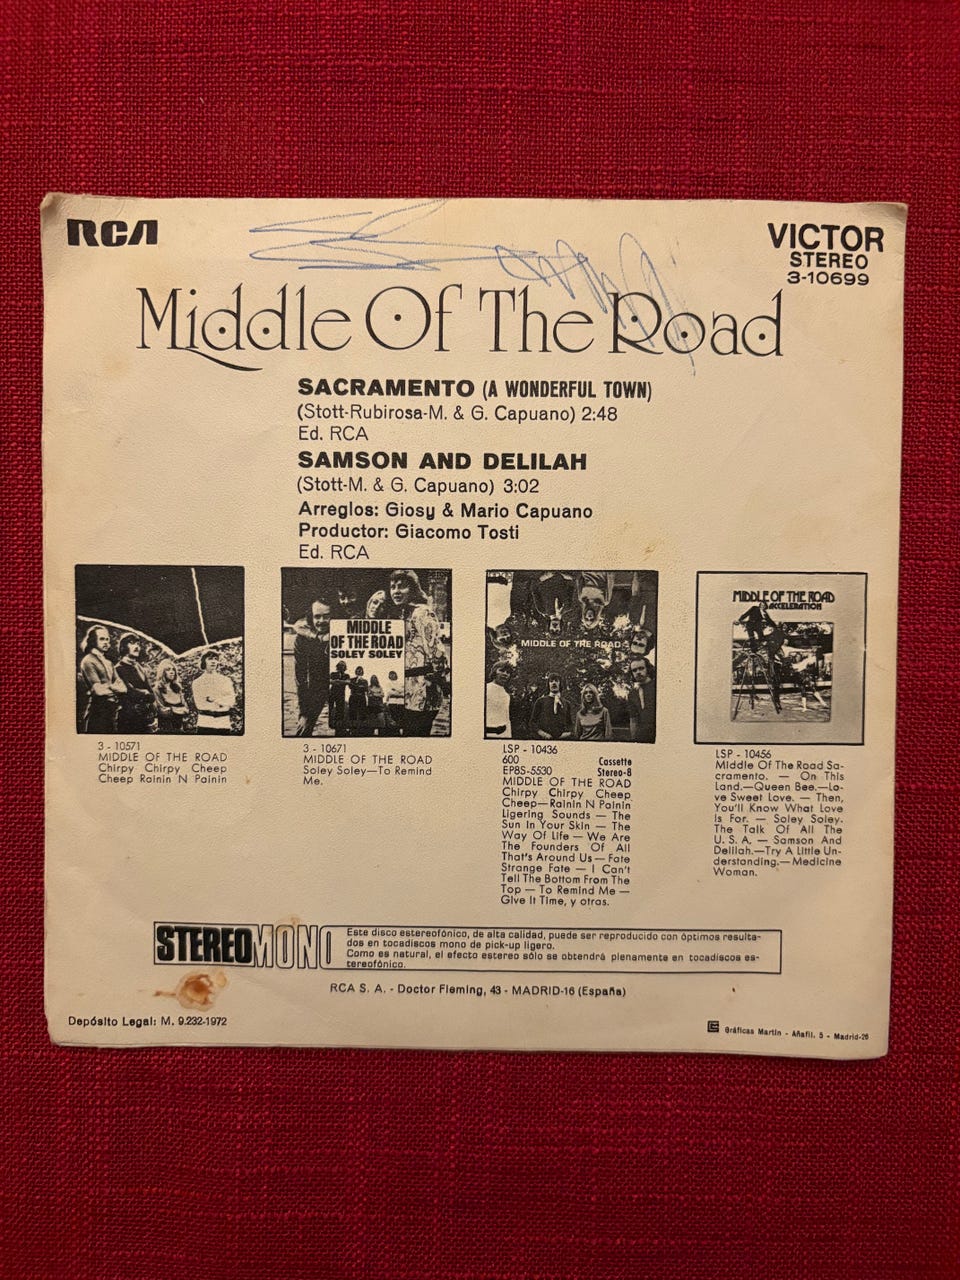 RCA
VICTOR
STEREO
3-10699
Middle Of The Road
SACRAMENTO (A WONDERFUL TOWN)
(Stott-Rubirosa-M. & G. Capuano) 2:48
Ed. RCA
SAMSON AND DELILAH
(Stott-M. & G. Capuano) 3:02
Arreglos: Giosy & Mario Capuano
Productor: Giacomo Tosti
Ed. RCA
MIDDLE
OF THE ROAD
SOLEY SOLEY
MIDDLE OF THE ROAD
MIDDLE OF THE ROAD
ACCELERATION
3 - 10571
MIDDLE OF THE ROAD
Chirpy Chirpy Cheep
Cheep Rainin N Painin
3 - 10671
MIDDLE OF THE ROAD
Soley Soley—To Remind
Me.
LSP - 10436
600 Cassette
EP8S-5530 Stereo-8
MIDDLE OF THE ROAD
Chirpy Chirpy Cheep
Cheep—Rainin N Painin
Ligering Sounds — The
Sun In Your Skin — The
Way Of Life — We Are
The Founders Of All
That's Around Us — Fate
Strange Fate — I Can't
Tell The Bottom From The
Top — To Remind Me —
Give It Time, y otras.
LSP - 10456
Middle Of The Road Sa-
cramento. — On This
Land.—Queen Bee.—Lo-
ve Sweet Love. — Then,
You'll Know What Love
Is For. — Soley Soley.
The Talk Of All The
U. S. A. — Samson And
Delilah.—Try A Little Un-
derstanding.—Medicine
Woman.
STEREO MONO
Este disco estereofónico, de alta calidad, puede ser reproducido con óptimos resulta-
dos en tocadiscos mono de pick-up ligero.
Como es natural, el efecto estereo sólo se obtendrá plenamente en tocadiscos es-
tereofónico.
RCA S. A. - Doctor Fleming, 43 - MADRID-16 (España)
Depósito Legal: M. 9.232-1972
Gráficas Martín - Añafil, 5 - Madrid-26